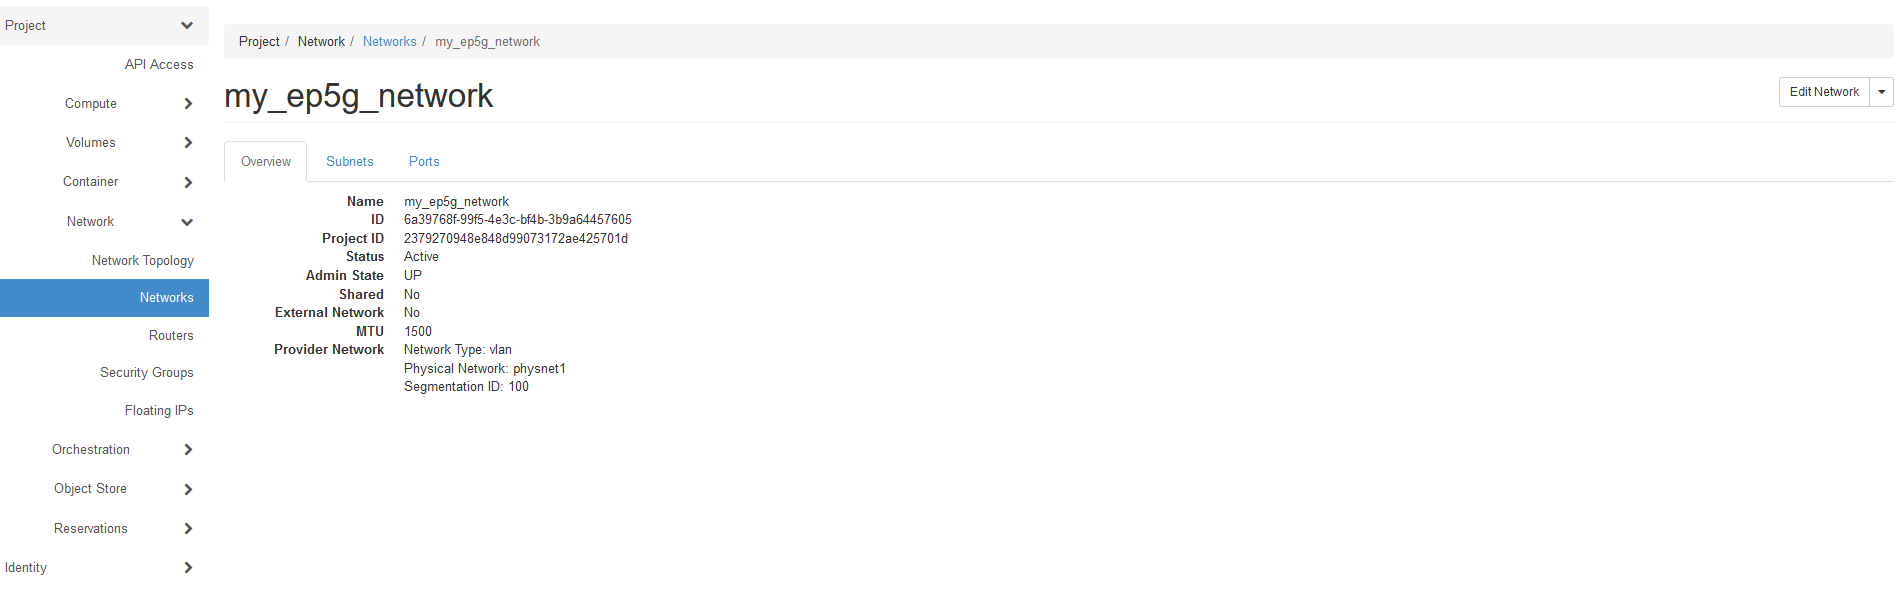 Project
API Access
Compute
Volumes
Container
Network
Network Topology
Networks
Routers
Security Groups
Floating IPs
Orchestration
Object Store
Reservations
Identity
Project / Network / Networks / my_ep5g_network
my_ep5g_network
Edit Network
Overview Subnets Ports
Name my_ep5g_network
ID 6a39768f-99f5-4e3c-bf4b-3b9a64457605
Project ID 2379270948e848d99073172ae425701d
Status Active
Admin State UP
Shared No
External Network No
MTU 1500
Provider Network Network Type: vlan
Physical Network: physnet1
Segmentation ID: 100